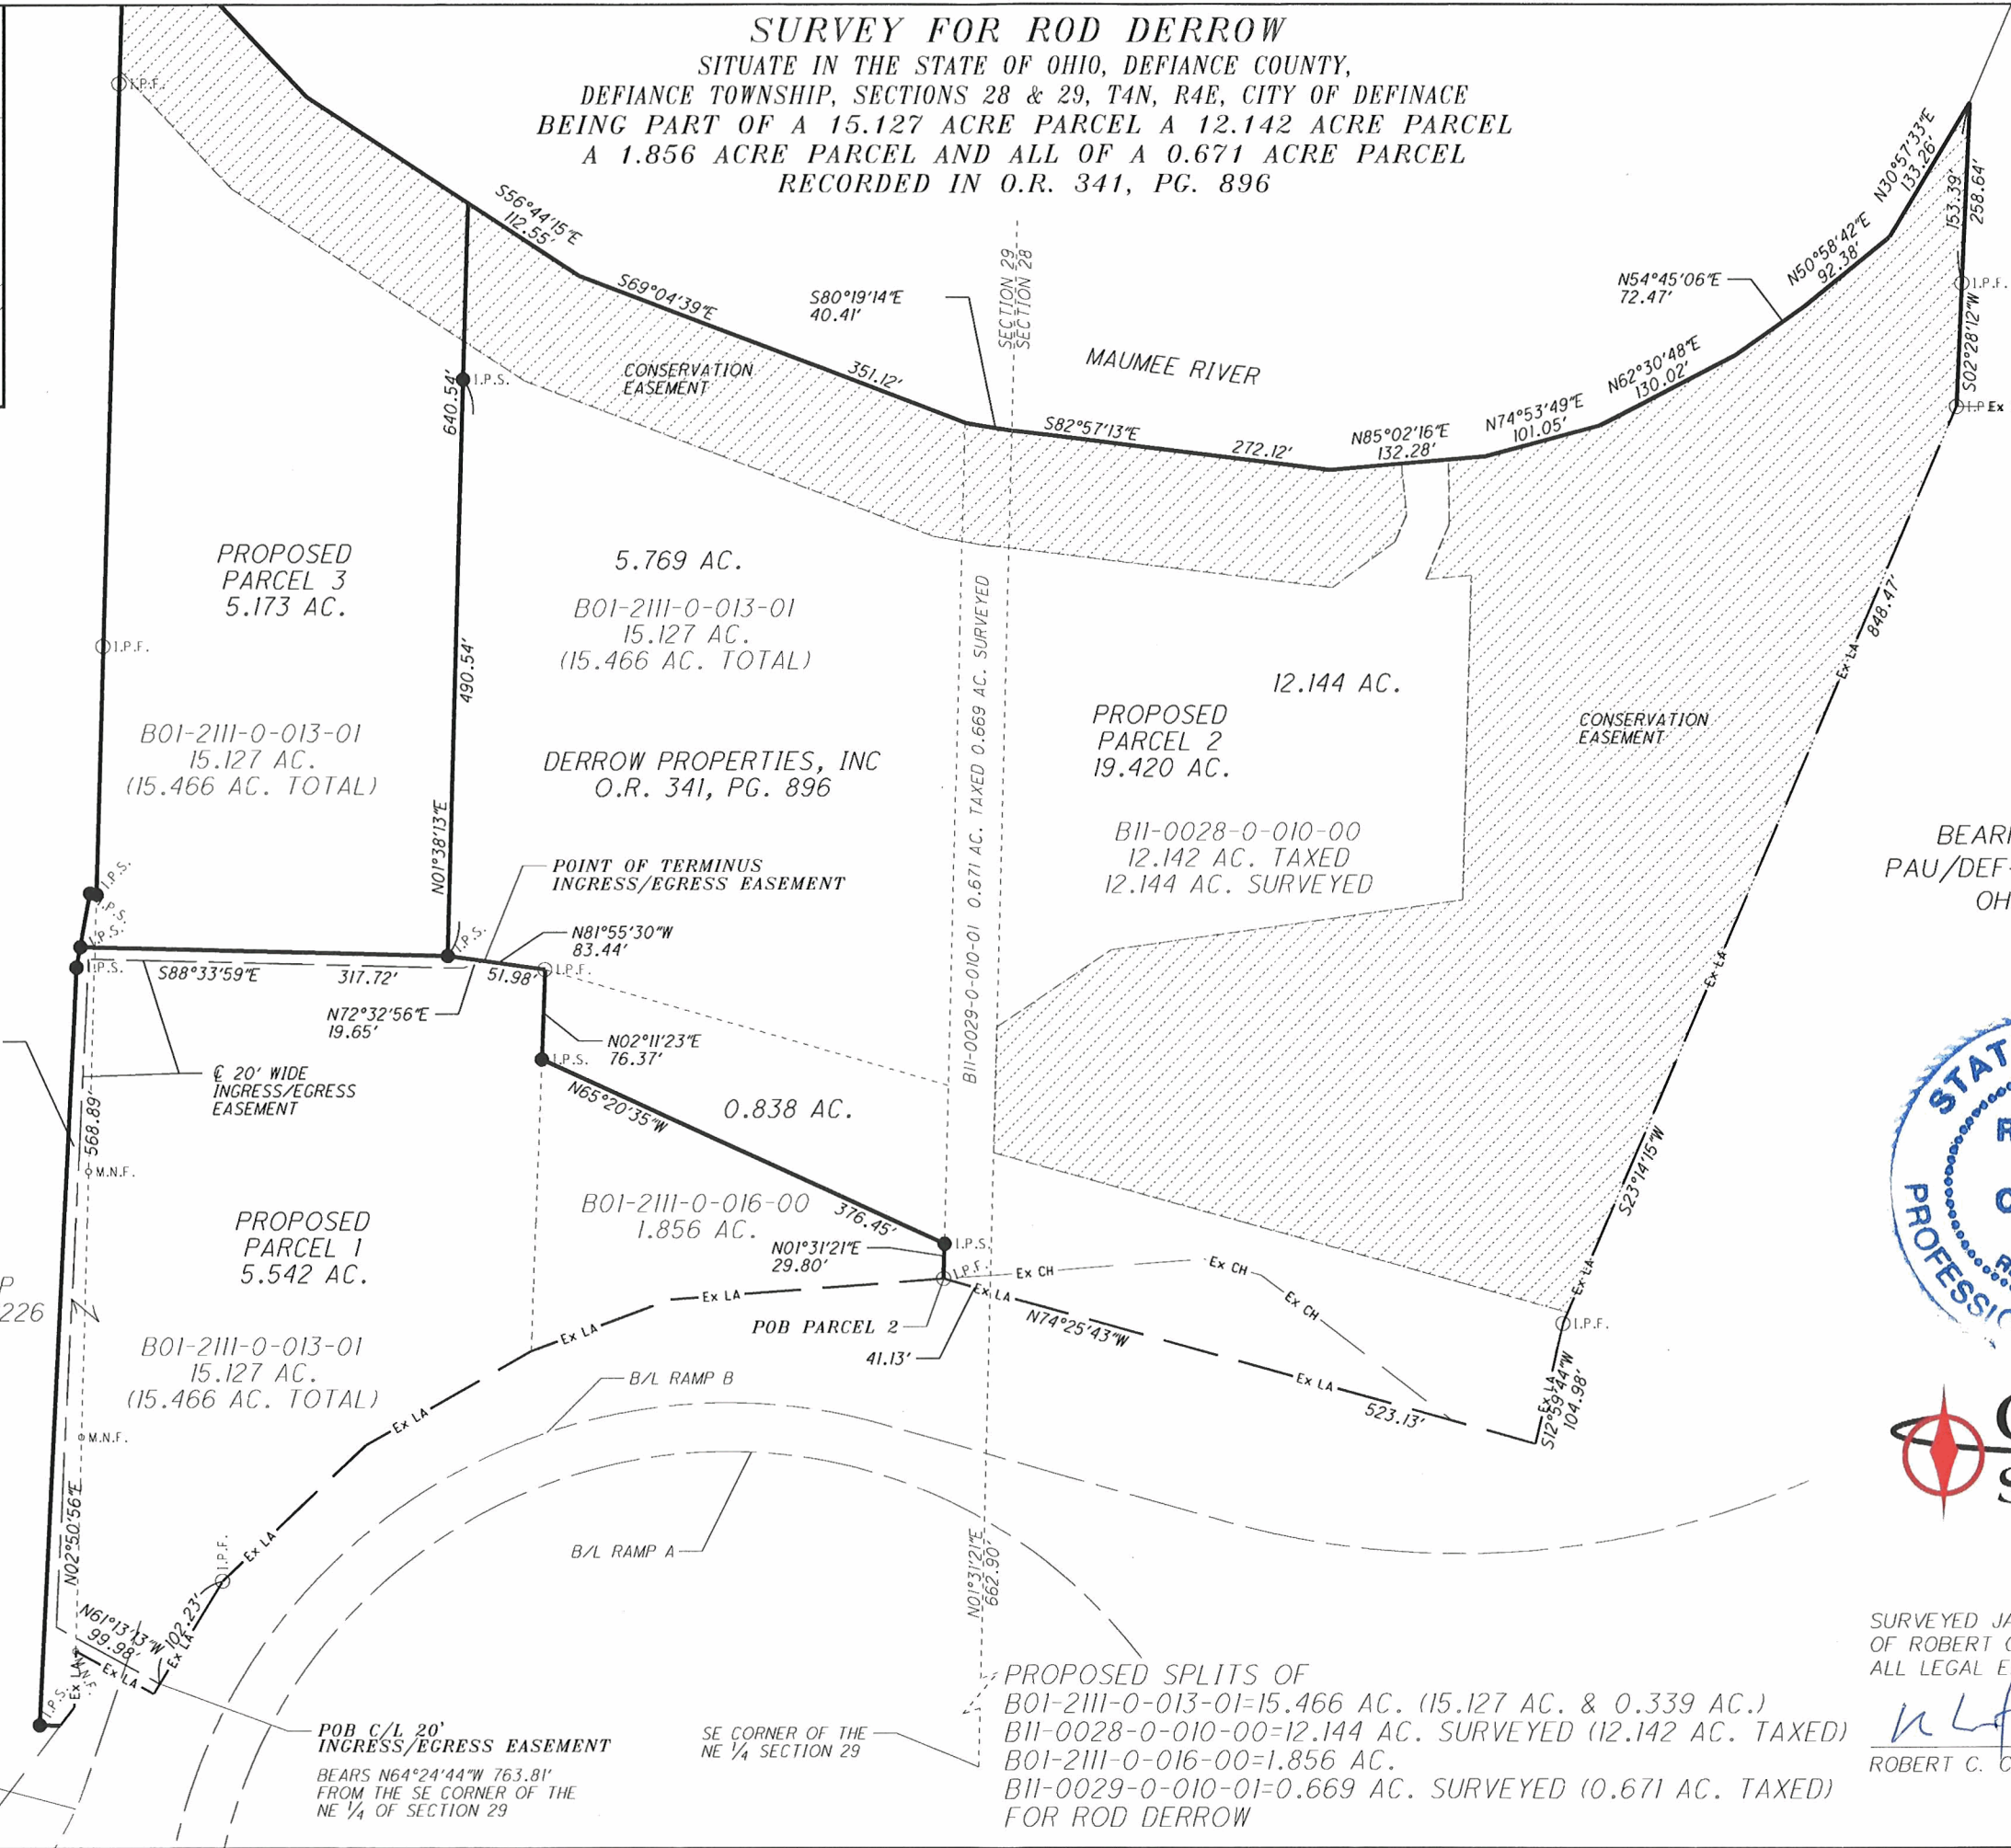 SURVEY FOR ROD DERROW
SITUATE IN THE STATE OF OHIO, DEFIANCE COUNTY,
DEFIANCE TOWNSHIP, SECTIONS 28 & 29, T4N, R4E, CITY OF DEFINACE
BEING PART OF A 15.127 ACRE PARCEL A 12.142 ACRE PARCEL
A 1.856 ACRE PARCEL AND ALL OF A 0.671 ACRE PARCEL
RECORDED IN O.R. 341, PG. 896
I.P.F.
S56°44'15"E
112.55'
S69°04'39"E
351.12'
S80°19'14"E
40.41'
SECTION 29
SECTION 28
MAUMEE RIVER
S82°57'13"E
272.12'
N85°02'16"E
132.28'
N74°53'49"E
101.05'
N62°30'48"E
130.02'
N54°45'06"E
72.47'
N50°58'42"E
92.38'
N30°57'33"E
133.26'
153.39'
258.64'
I.P.F.
S02°28'12"W
I.P.
Ex
848.47'
Ex LA
CONSERVATION
EASEMENT
640.54'
I.P.S.
PROPOSED
PARCEL 3
5.173 AC.
I.P.F.
B01-2111-0-013-01
15.127 AC.
(15.466 AC. TOTAL)
490.54'
N01°38'13"E
5.769 AC.
B01-2111-0-013-01
15.127 AC.
(15.466 AC. TOTAL)
DERROW PROPERTIES, INC
O.R. 341, PG. 896
B11-0029-0-010-01 0.671 AC. TAXED 0.669 AC. SURVEYED
12.144 AC.
PROPOSED
PARCEL 2
19.420 AC.
B11-0028-0-010-00
12.142 AC. TAXED
12.144 AC. SURVEYED
CONSERVATION
EASEMENT
Ex LA
BEARI
PAU/DEF-
OH
POINT OF TERMINUS
INGRESS/EGRESS EASEMENT
N81°55'30"W
83.44'
I.P.S.
I.P.S.
I.P.S.
I.P.S.
I.P.S.
51.98'
I.P.F.
S88°33'59"E
317.72'
N72°32'56"E
19.65'
N02°11'23"E
76.37'
I.P.S.
℄ 20' WIDE
INGRESS/EGRESS
EASEMENT
568.89'
M.N.F.
N65°20'35"W
376.45'
0.838 AC.
B01-2111-0-016-00
1.856 AC.
N01°31'21"E
29.80'
I.P.S.
I.P.F.
Ex CH
Ex CH
Ex CH
Ex LA
POB PARCEL 2
41.13'
N74°25'43"W
Ex LA
523.13'
S23°14'15"W
Ex LA
I.P.F.
Ex LA
S12°59'44"W
104.98'
STAT
PROFESSIO
PROPOSED
PARCEL 1
5.542 AC.
P
226
B01-2111-0-013-01
15.127 AC.
(15.466 AC. TOTAL)
Ex LA
Ex LA
Ex LA
Ex LA
B/L RAMP B
B/L RAMP A
M.N.F.
N02°50'56"E
I.P.F.
N61°13'13"W
99.98'
102.23'
Ex LA
Ex LA
Ex LA
M.N.F.
I.P.S.
N01°31'21"E
662.90'
POB C/L 20'
INGRESS/EGRESS EASEMENT
BEARS N64°24'44"W 763.81'
FROM THE SE CORNER OF THE
NE ¼ OF SECTION 29
SE CORNER OF THE
NE ¼ SECTION 29
PROPOSED SPLITS OF
B01-2111-0-013-01=15.466 AC. (15.127 AC. & 0.339 AC.)
B11-0028-0-010-00=12.144 AC. SURVEYED (12.142 AC. TAXED)
B01-2111-0-016-00=1.856 AC.
B11-0029-0-010-01=0.669 AC. SURVEYED (0.671 AC. TAXED)
FOR ROD DERROW
SURVEYED JA
OF ROBERT C
ALL LEGAL E
ROBERT C. C